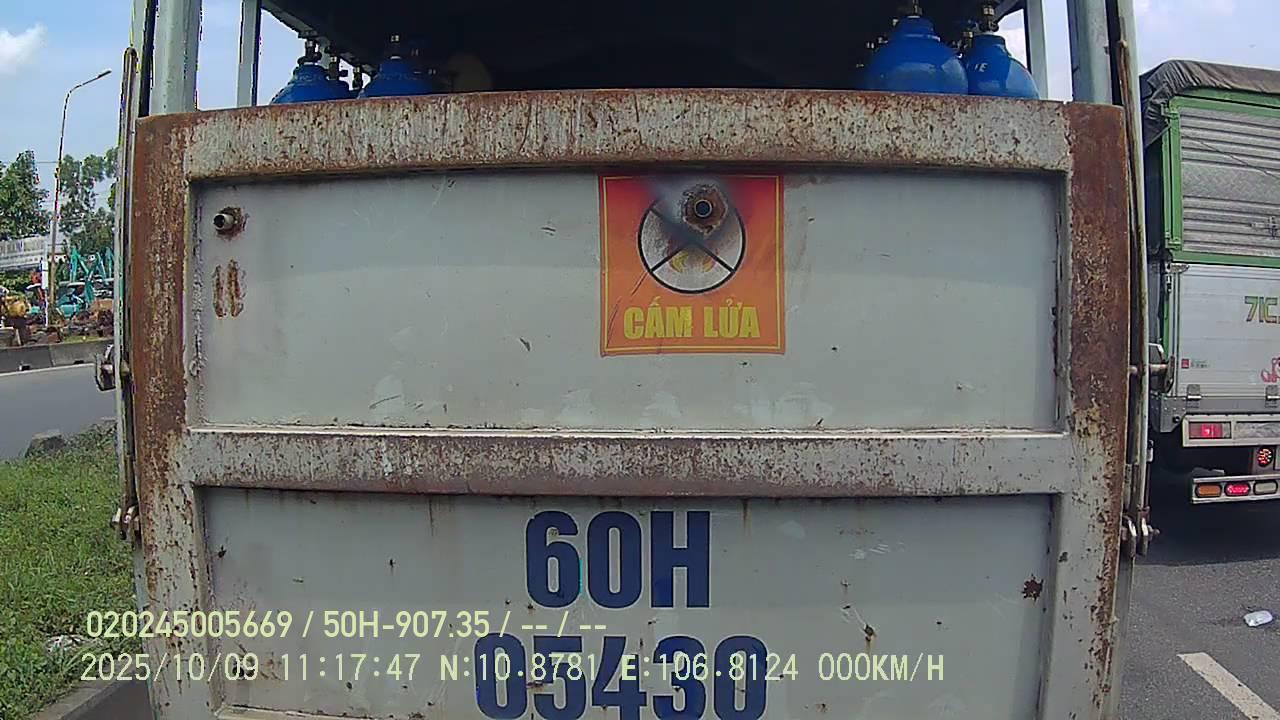 CẤM LỬA
71C
60H
05430
020245005669 / 50H-907.35 / -- / --
2025/10/09 11:17:47 N:10.8781 E:106.8124 000KM/H